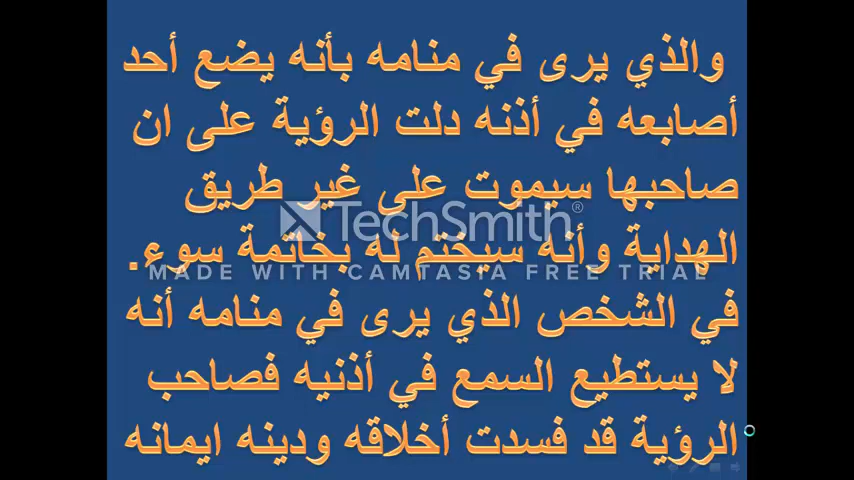 والذي يرى في منامه بأنه يضع أحد
أصابعه في أذنه دلت الرؤية على ان
صاحبها سيموت على غير طريق
TechSmith®
الهداية وأنه سيختم له بخاتمة سوء.
MADE WITH CAMTASIA FREE TRIAL
في الشخص الذي يرى في منامه أنه
لا يستطيع السمع في أذنيه فصاحب
الرؤية قد فسدت أخلاقه ودينه ايمانه